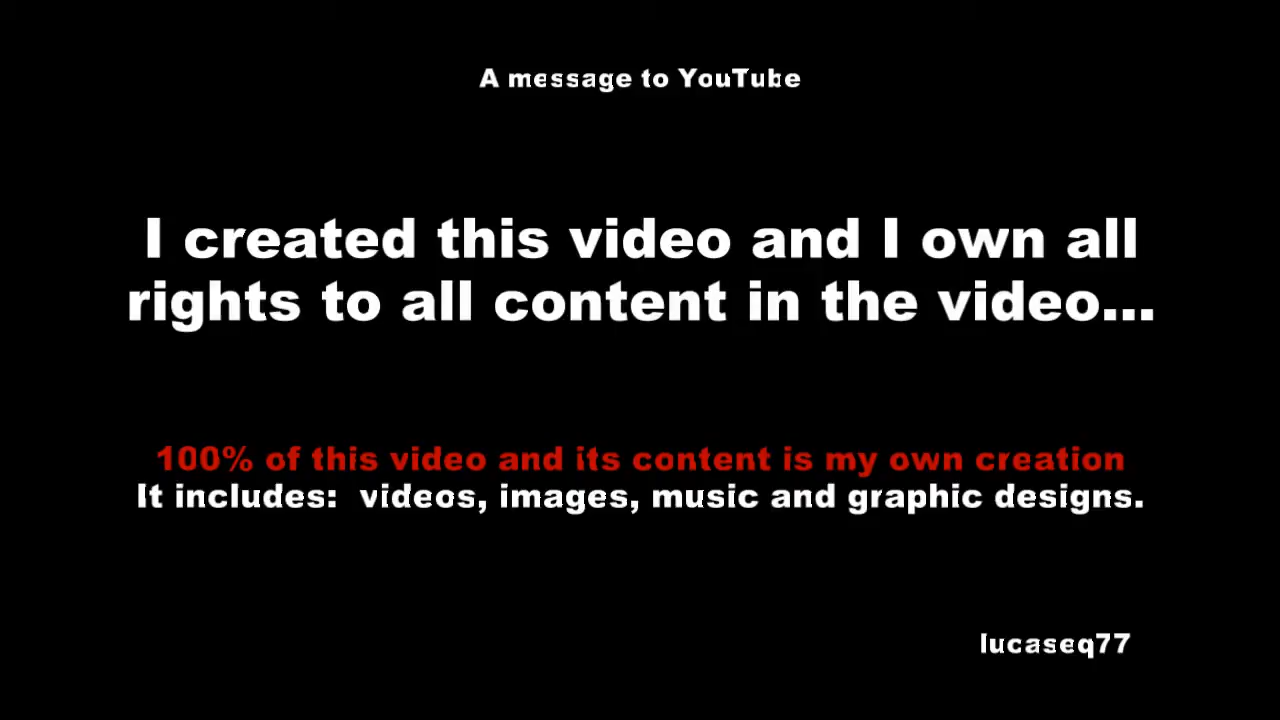 A message to YouTube
I created this video and I own all
rights to all content in the video...
100% of this video and its content is my own creation
It includes:  videos, images, music and graphic designs.
lucaseq77